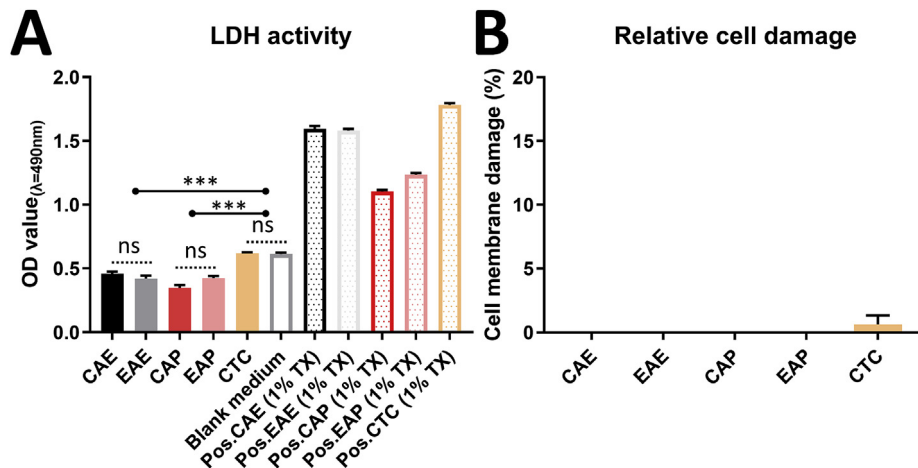 A
LDH activity
OD value(λ=490nm)
2.0
1.5
1.0
0.5
0.0
***
***
ns
ns
ns
CAE
EAE
CAP
EAP
CTC
Blank medium
Pos.CAE (1% TX)
Pos.EAE (1% TX)
Pos.CAP (1% TX)
Pos.EAP (1% TX)
Pos.CTC (1% TX)
B
Relative cell damage
Cell membrane damage (%)
20
15
10
5
0
CAE
EAE
CAP
EAP
CTC